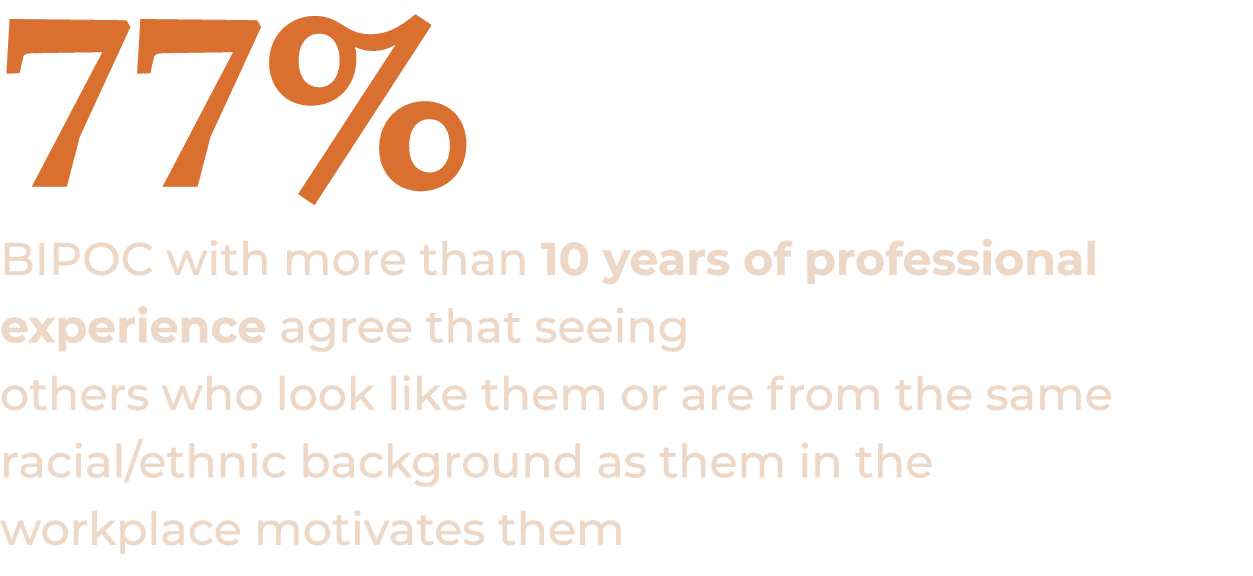 77%
BIPOC with more than 10 years of professional
experience agree that seeing
others who look like them or are from the same
racial/ethnic background as them in the
workplace motivates them